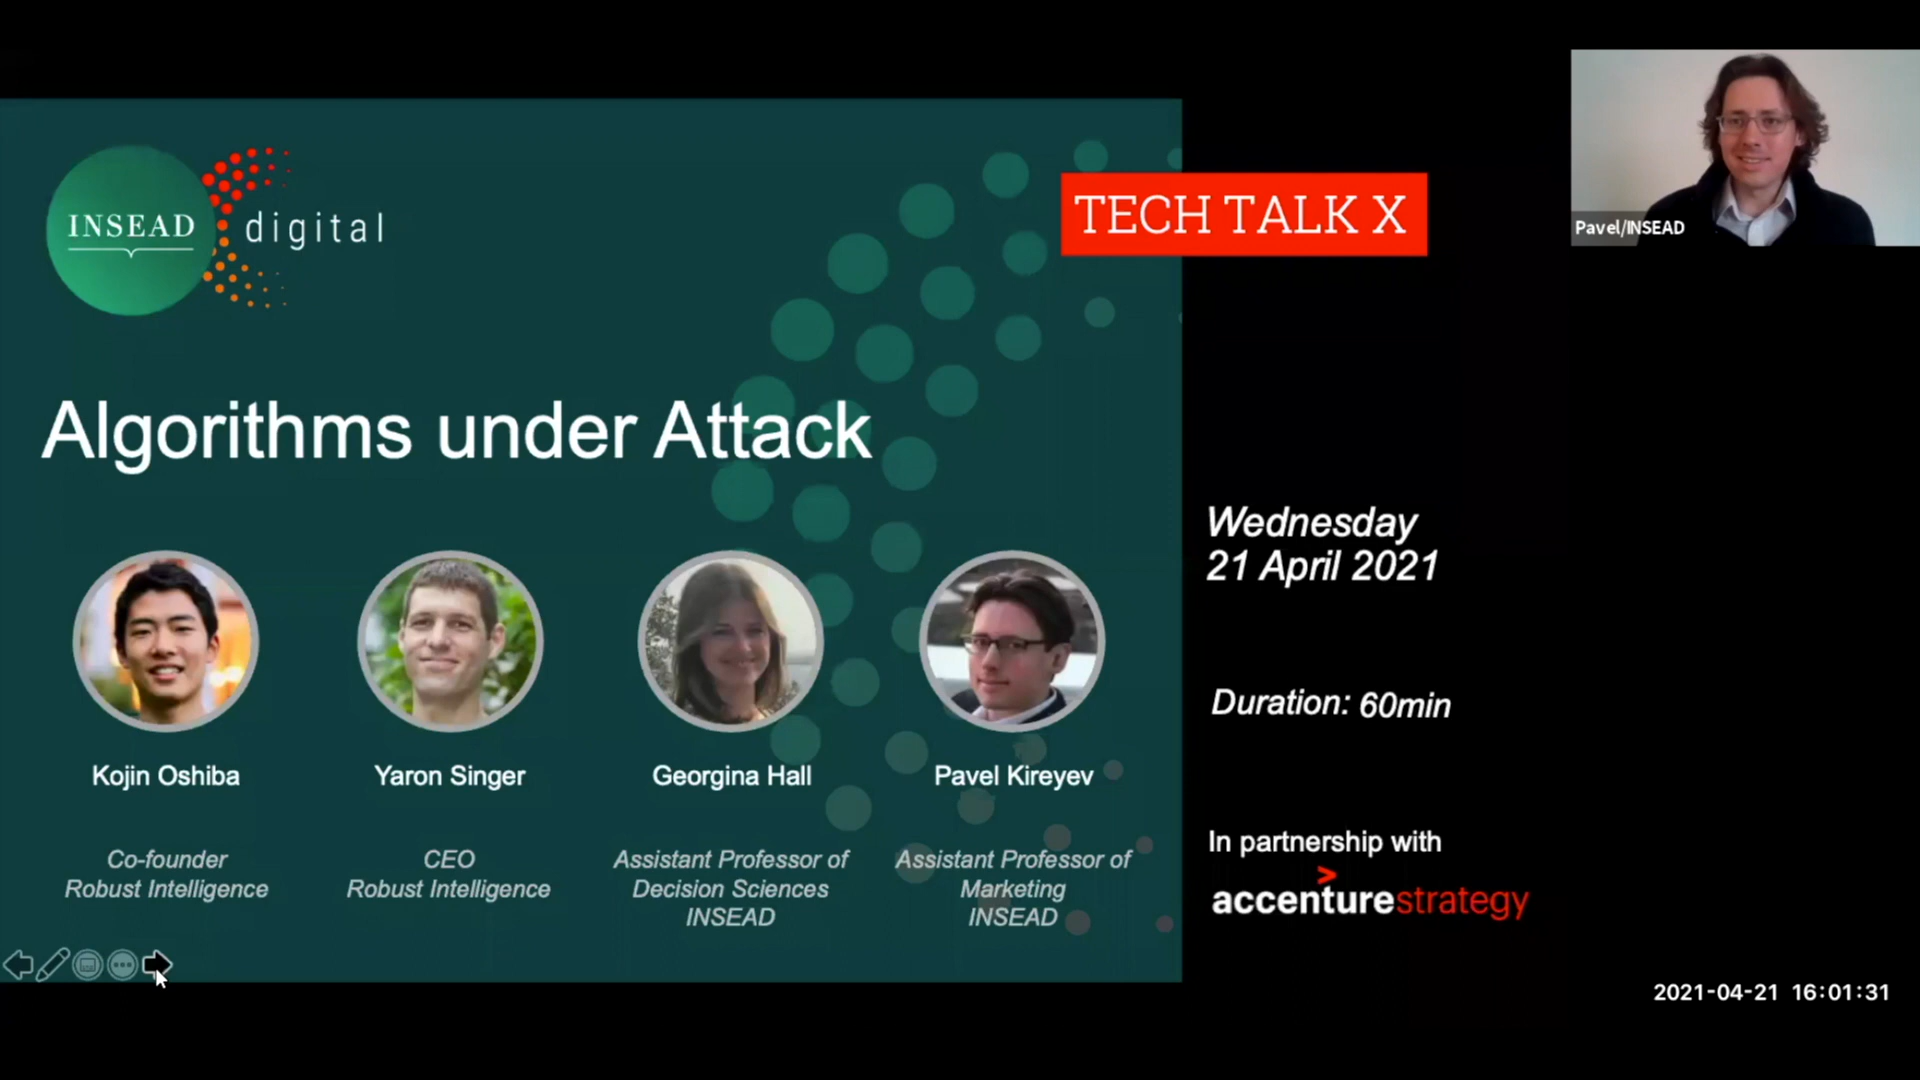 INSEAD
digital
TECH TALK X
Pavel/INSEAD
Algorithms under Attack
Wednesday
21 April 2021
Duration: 60min
Kojin Oshiba
Yaron Singer
Georgina Hall
Pavel Kireyev
Co-founder
Robust Intelligence
CEO
Robust Intelligence
Assistant Professor of
Decision Sciences
INSEAD
Assistant Professor of
Marketing
INSEAD
In partnership with
accenturestrategy
2021-04-21 16:01:31